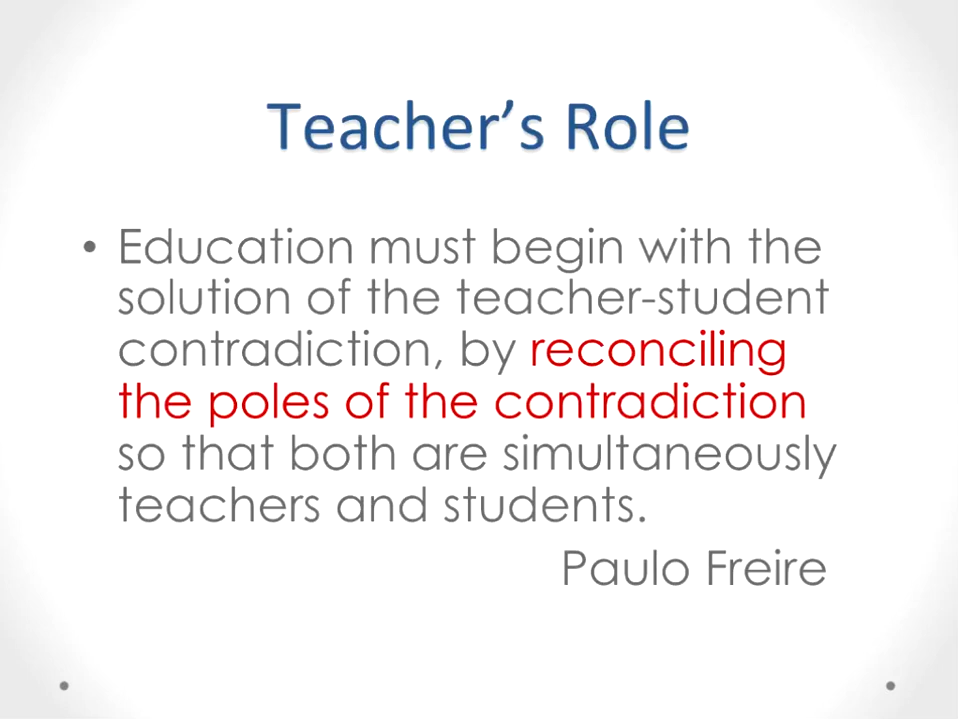 Teacher’s Role
• Education must begin with the
solution of the teacher-student
contradiction, by reconciling
the poles of the contradiction
so that both are simultaneously
teachers and students.
Paulo Freire